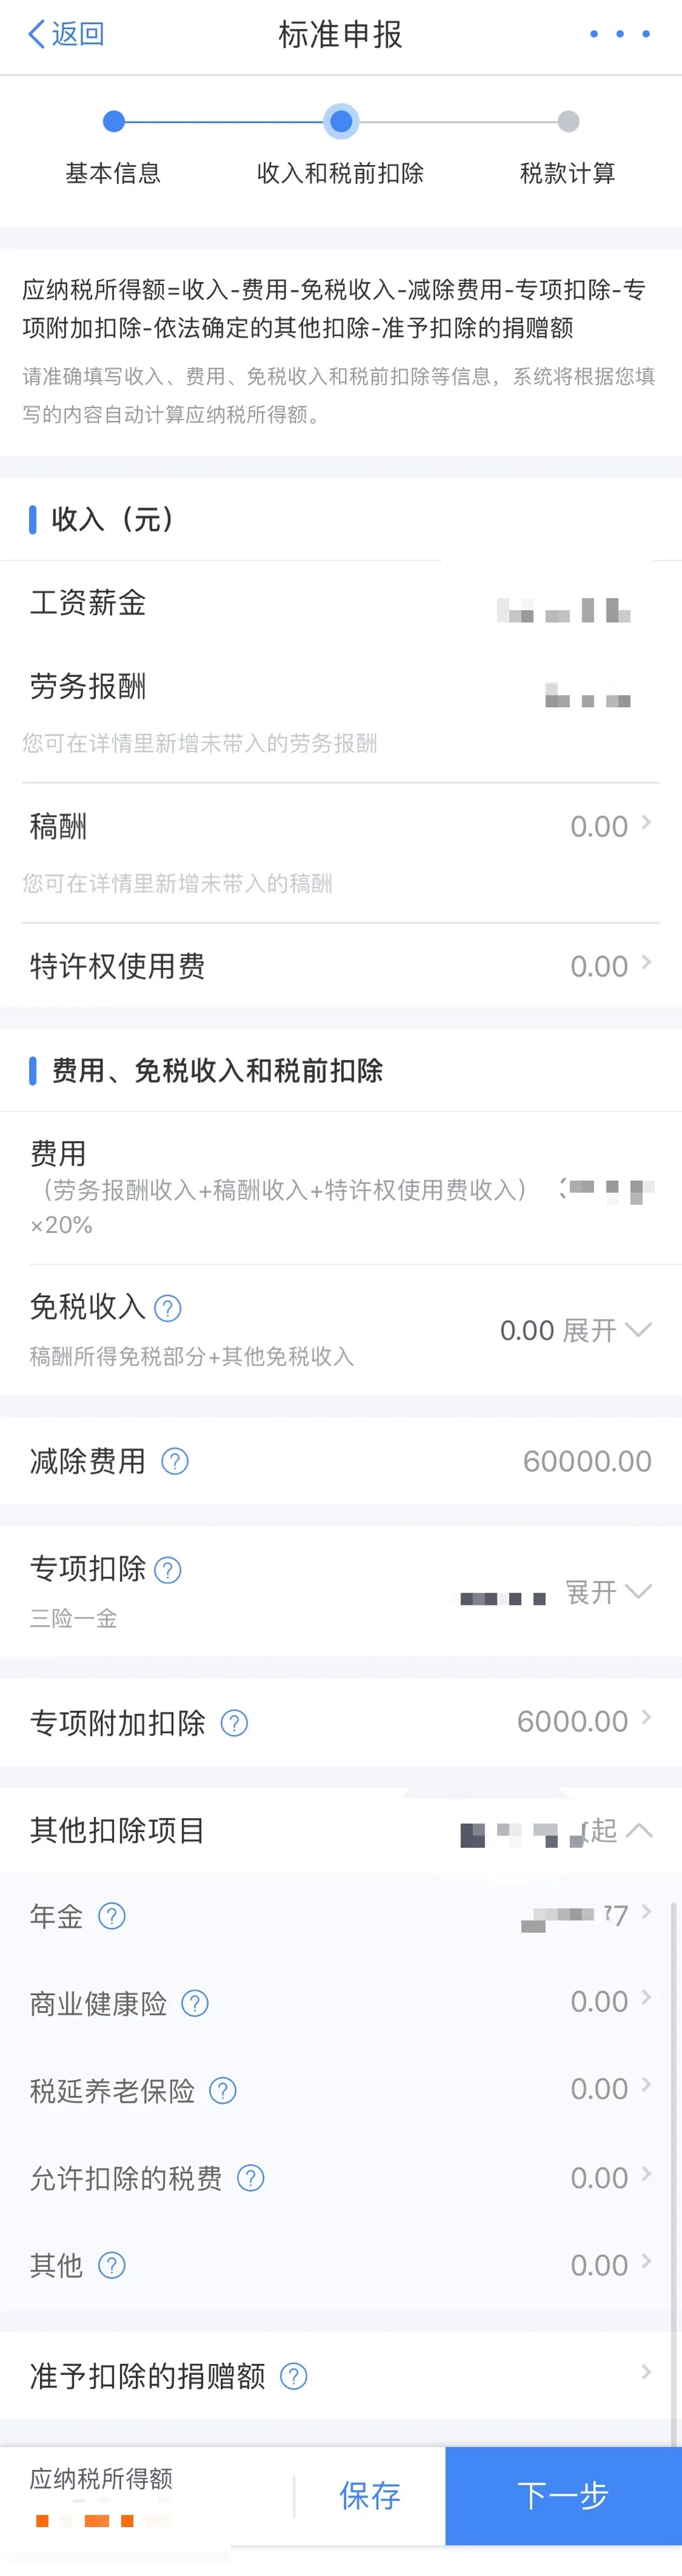 返回
标准申报
基本信息
收入和税前扣除
税款计算
应纳税所得额=收入-费用-免税收入-减除费用-专项扣除-专
项附加扣除-依法确定的其他扣除-准予扣除的捐赠额
请准确填写收入、费用、免税收入和税前扣除等信息，系统将根据您填
写的内容自动计算应纳税所得额。
收入（元）
工资薪金
劳务报酬
您可在详情里新增未带入的劳务报酬
稿酬 0.00
您可在详情里新增未带入的稿酬
特许权使用费 0.00
费用、免税收入和税前扣除
费用
（劳务报酬收入+稿酬收入+特许权使用费收入）
×20%
免税收入 ?
0.00 展开
稿酬所得免税部分+其他免税收入
减除费用 ? 60000.00
专项扣除 ?
展开
三险一金
专项附加扣除 ? 6000.00
其他扣除项目 起
年金 ? 77
商业健康险 ? 0.00
税延养老保险 ? 0.00
允许扣除的税费 ? 0.00
其他 ? 0.00
准予扣除的捐赠额 ?
应纳税所得额
保存
下一步